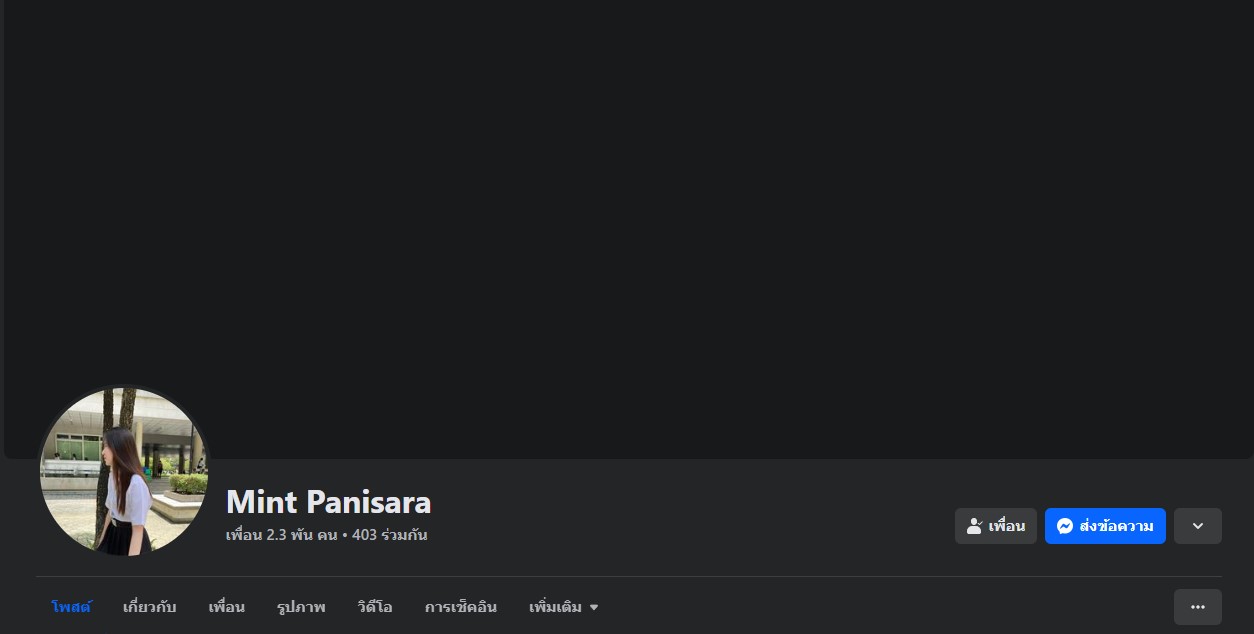 Mint Panisara
เพื่อน 2.3 พัน คน • 403 ร่วมกัน
เพื่อน
ส่งข้อความ
โพสต์ เกี่ยวกับ เพื่อน รูปภาพ วิดีโอ การเช็คอิน เพิ่มเติม